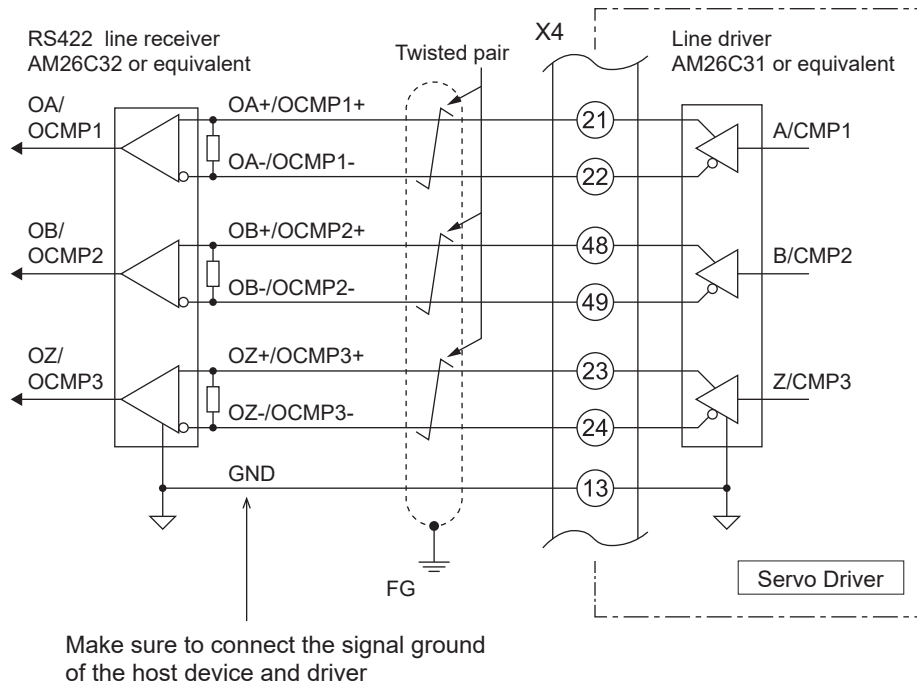 X4
RS422 line receiver
AM26C32 or equivalent
Twisted pair
Line driver
AM26C31 or equivalent
OA/
OCMP1
OA+/OCMP1+
21
A/CMP1
OA-/OCMP1-
22
OB/
OCMP2
OB+/OCMP2+
48
B/CMP2
OB-/OCMP2-
49
OZ/
OCMP3
OZ+/OCMP3+
23
Z/CMP3
OZ-/OCMP3-
24
GND
13
FG
Servo Driver
Make sure to connect the signal ground
of the host device and driver